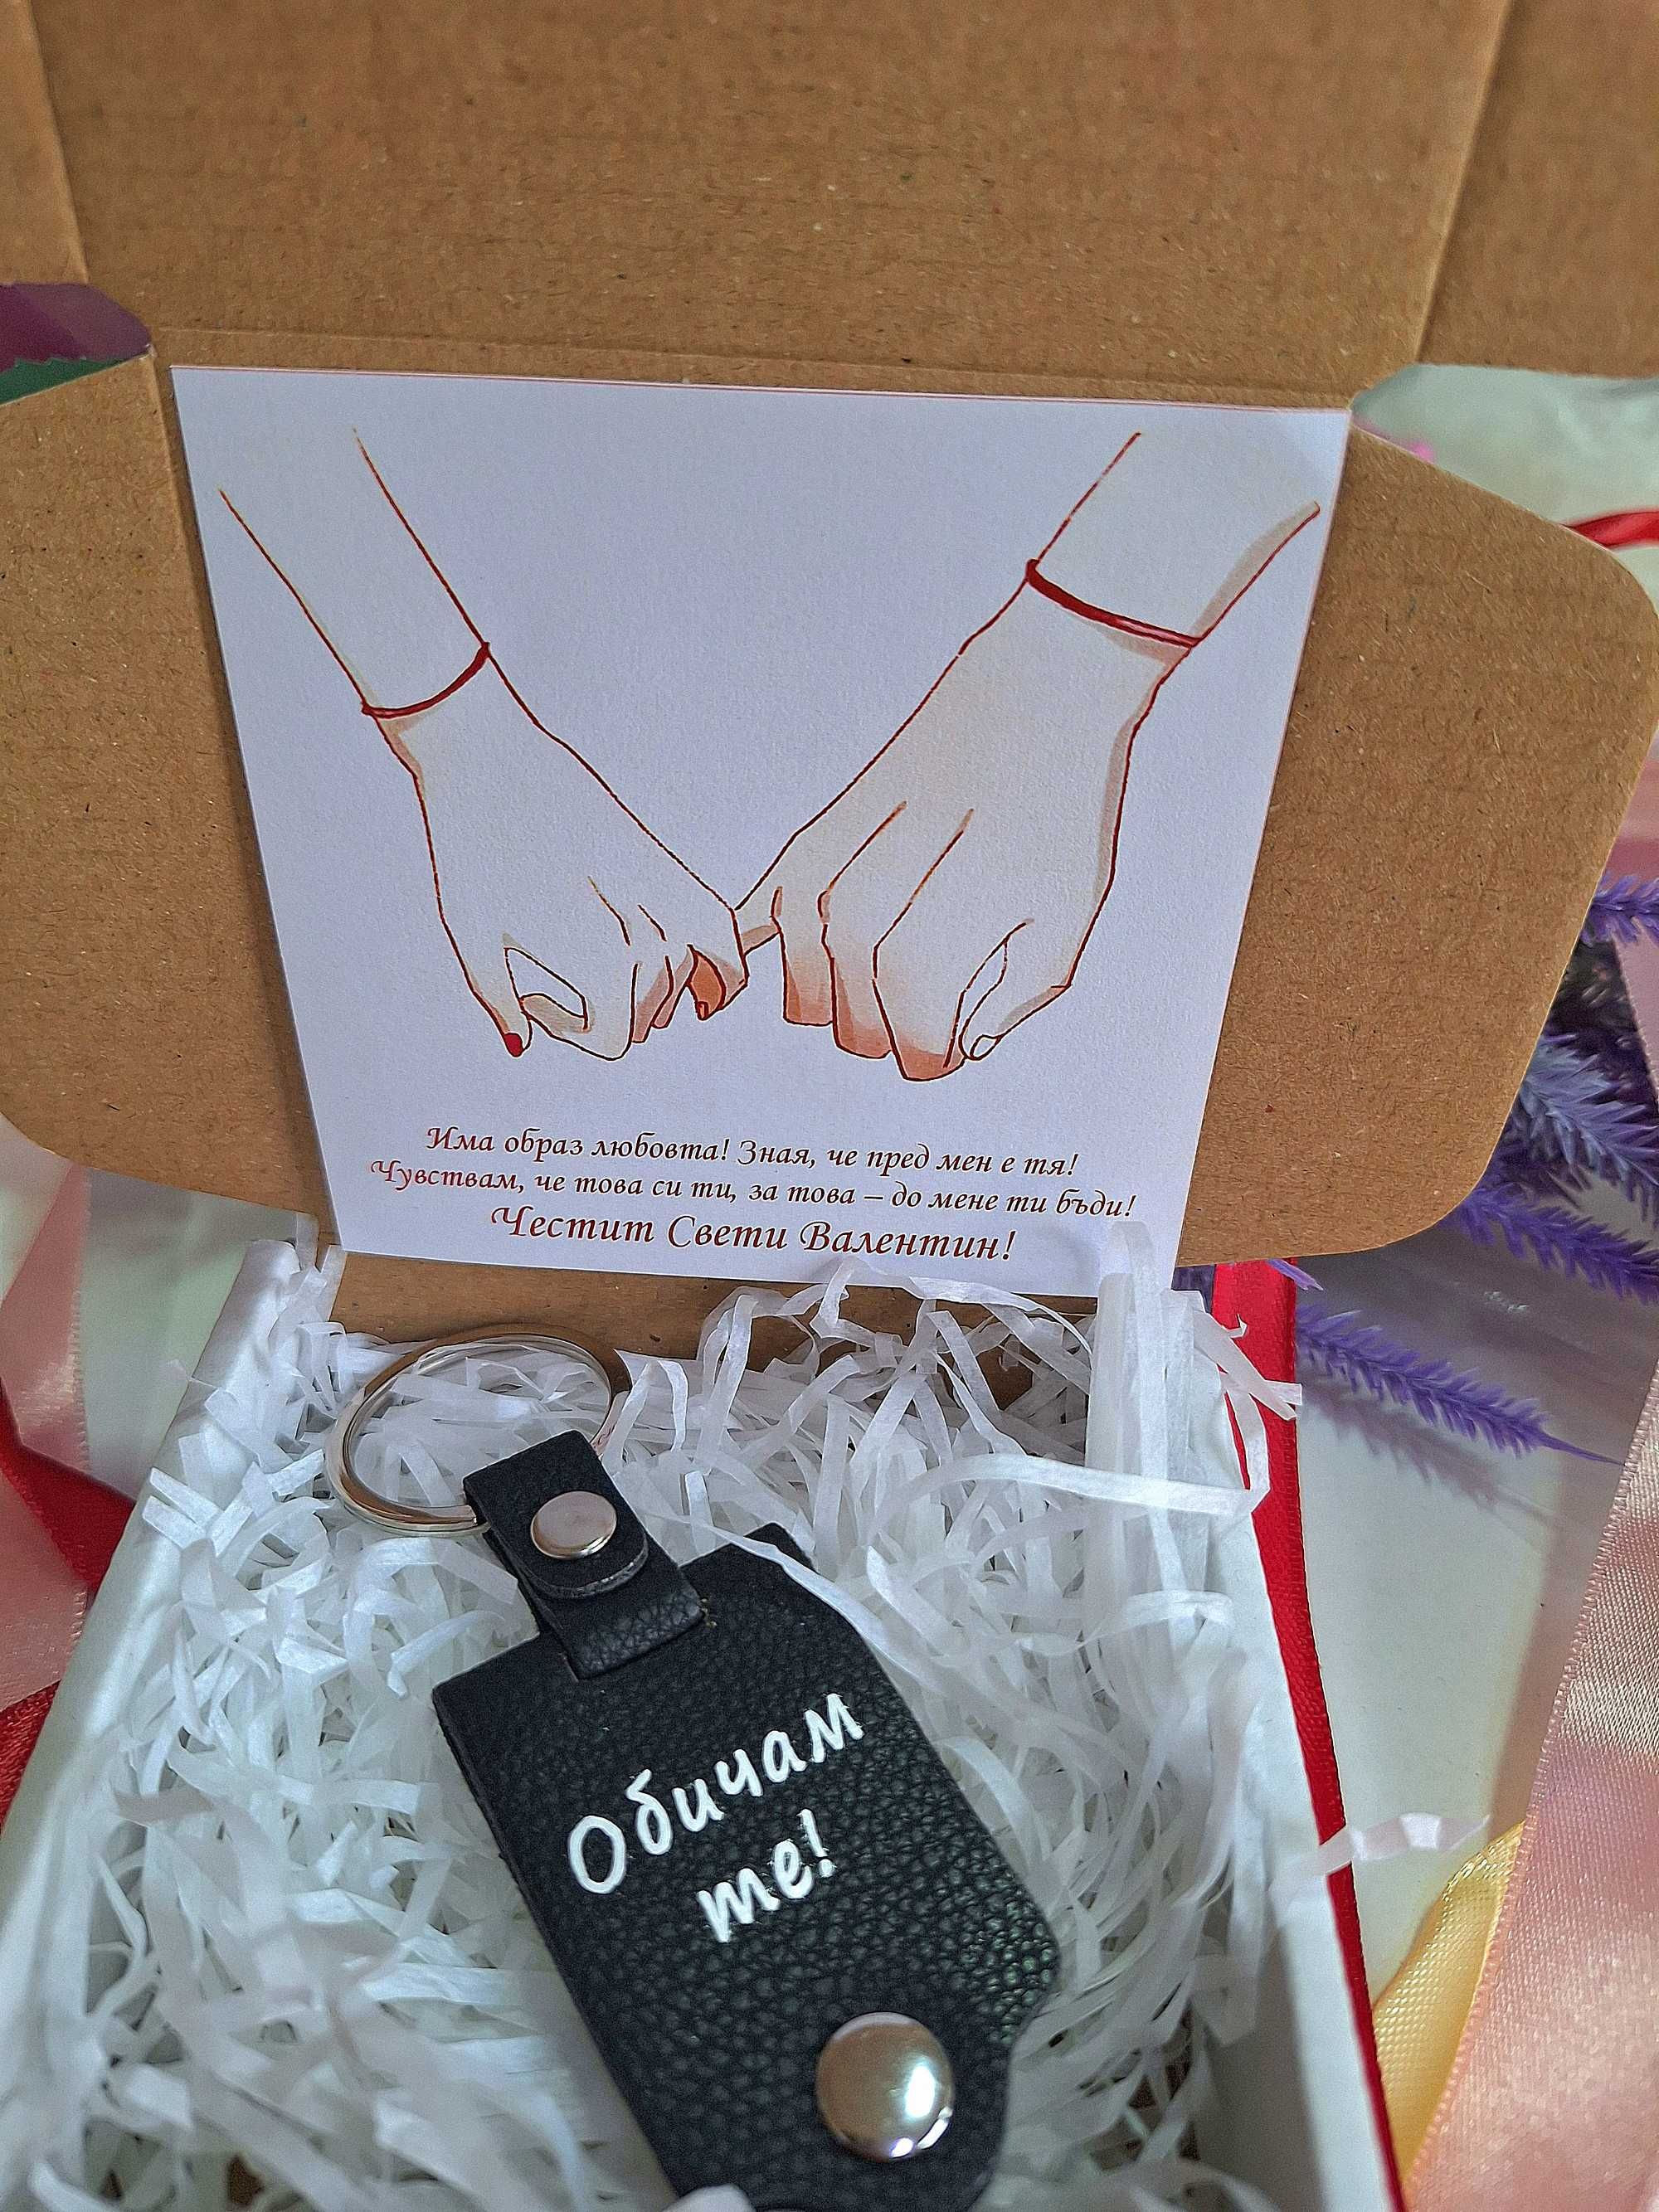 Има образ любовта! Зная, че пред мен е тя!
Чувствам, че това си ти, за това – до мене ти бъди!
Честит Свети Валентин!
Обичам
те!